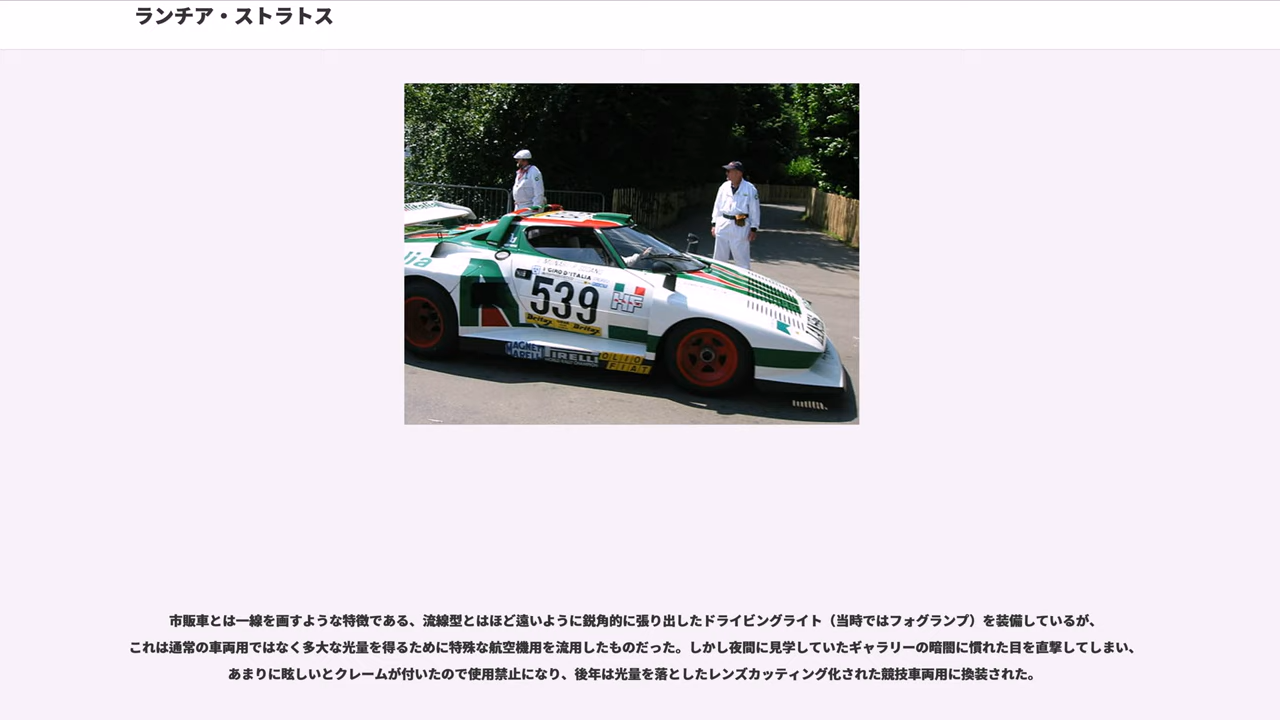 ランチア・ストラトス
GIRO D'ITALIA
539
HF
Britax
Britax
MAGNETI MARELLI
PIRELLI
OLIO FIAT
市販車とは一線を画すような特徴である、流線型とはほど遠いように鋭角的に張り出したドライビングライト（当時ではフォグランプ）を装備しているが、
これは通常の車両用ではなく多大な光量を得るために特殊な航空機用を流用したものだった。しかし夜間に見学していたギャラリーの暗闇に慣れた目を直撃してしまい、
あまりに眩しいとクレームが付いたので使用禁止になり、後年は光量を落としたレンズカッティング化された競技車両用に換装された。